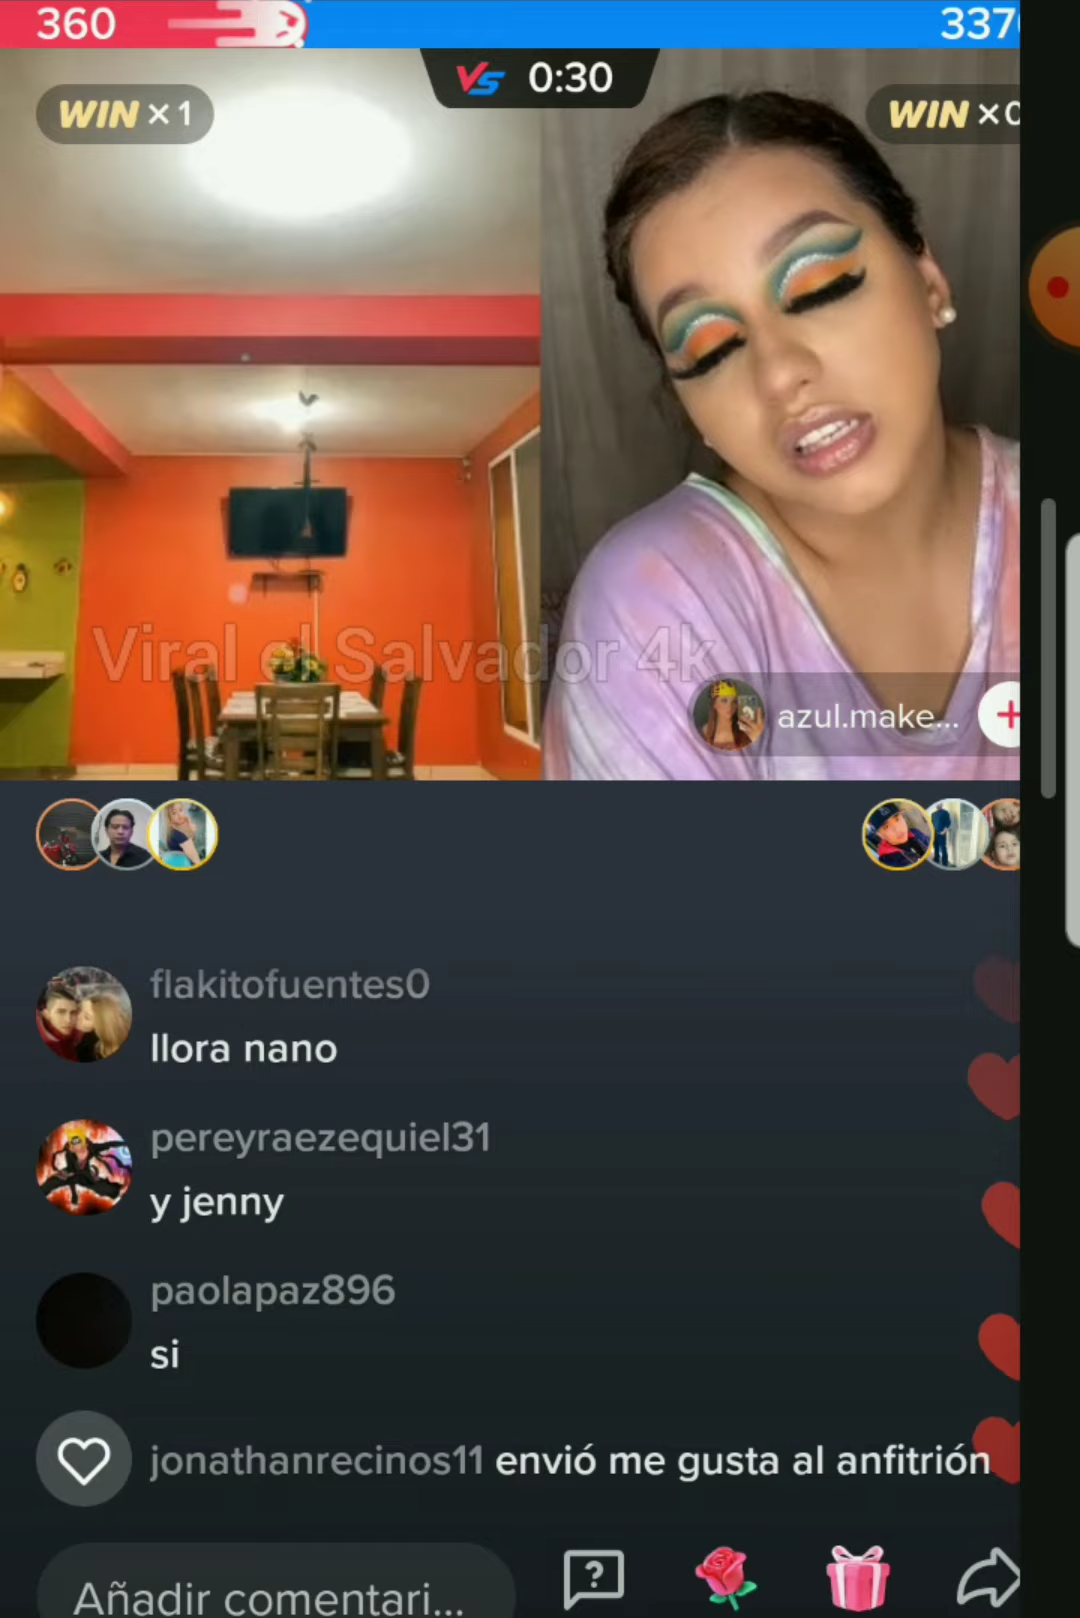 360
337
VS 0:30
WIN ×1
WIN ×0
Viral el Salvador 4k
azul.make...
flakitofuentes0
llora nano
pereyraezequiel31
y jenny
paolapaz896
si
jonathanrecinos11 envió me gusta al anfitrión
Añadir comentari...
?